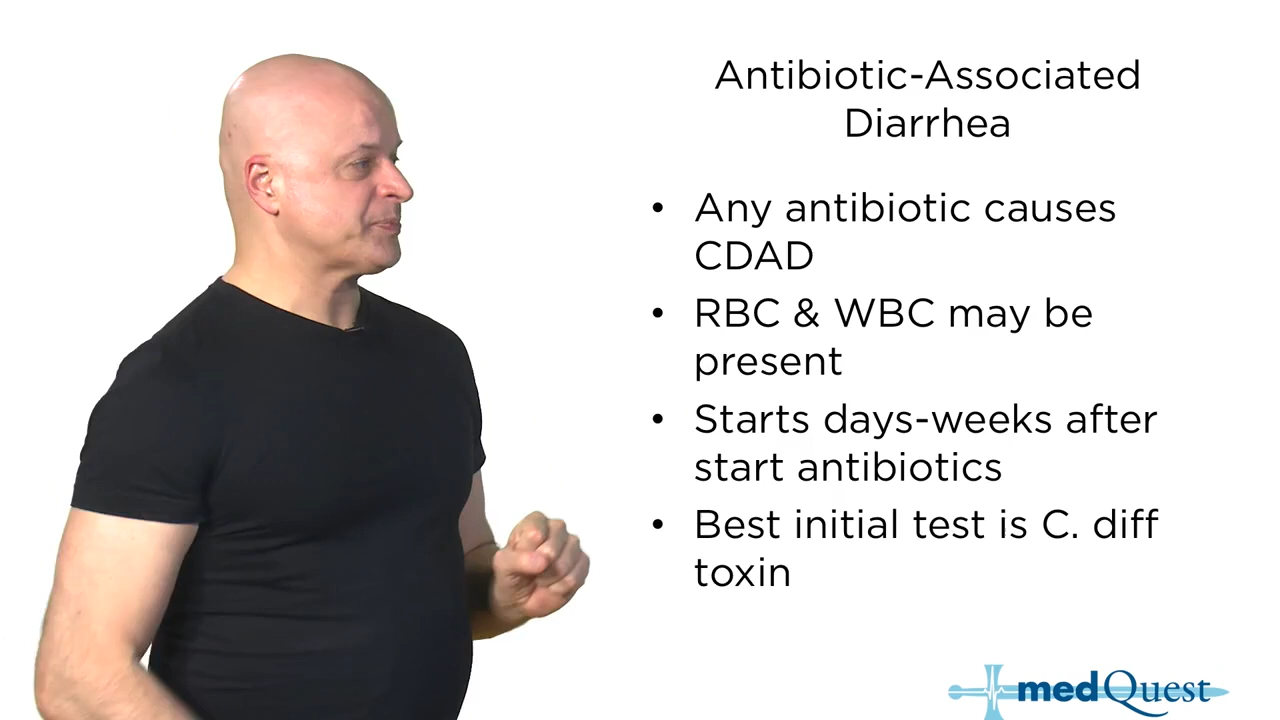 Antibiotic-Associated
Diarrhea
• Any antibiotic causes
CDAD
• RBC & WBC may be
present
• Starts days-weeks after
start antibiotics
• Best initial test is C. diff
toxin
medQuest